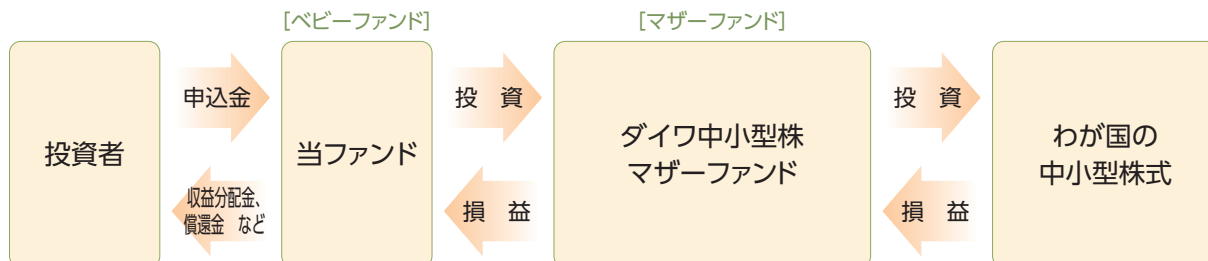 [ベビーファンド]
[マザーファンド]
投資者
申込金
収益分配金、
償還金 など
当ファンド
投 資
損 益
ダイワ中小型株
マザーファンド
投 資
損 益
わが国の
中小型株式